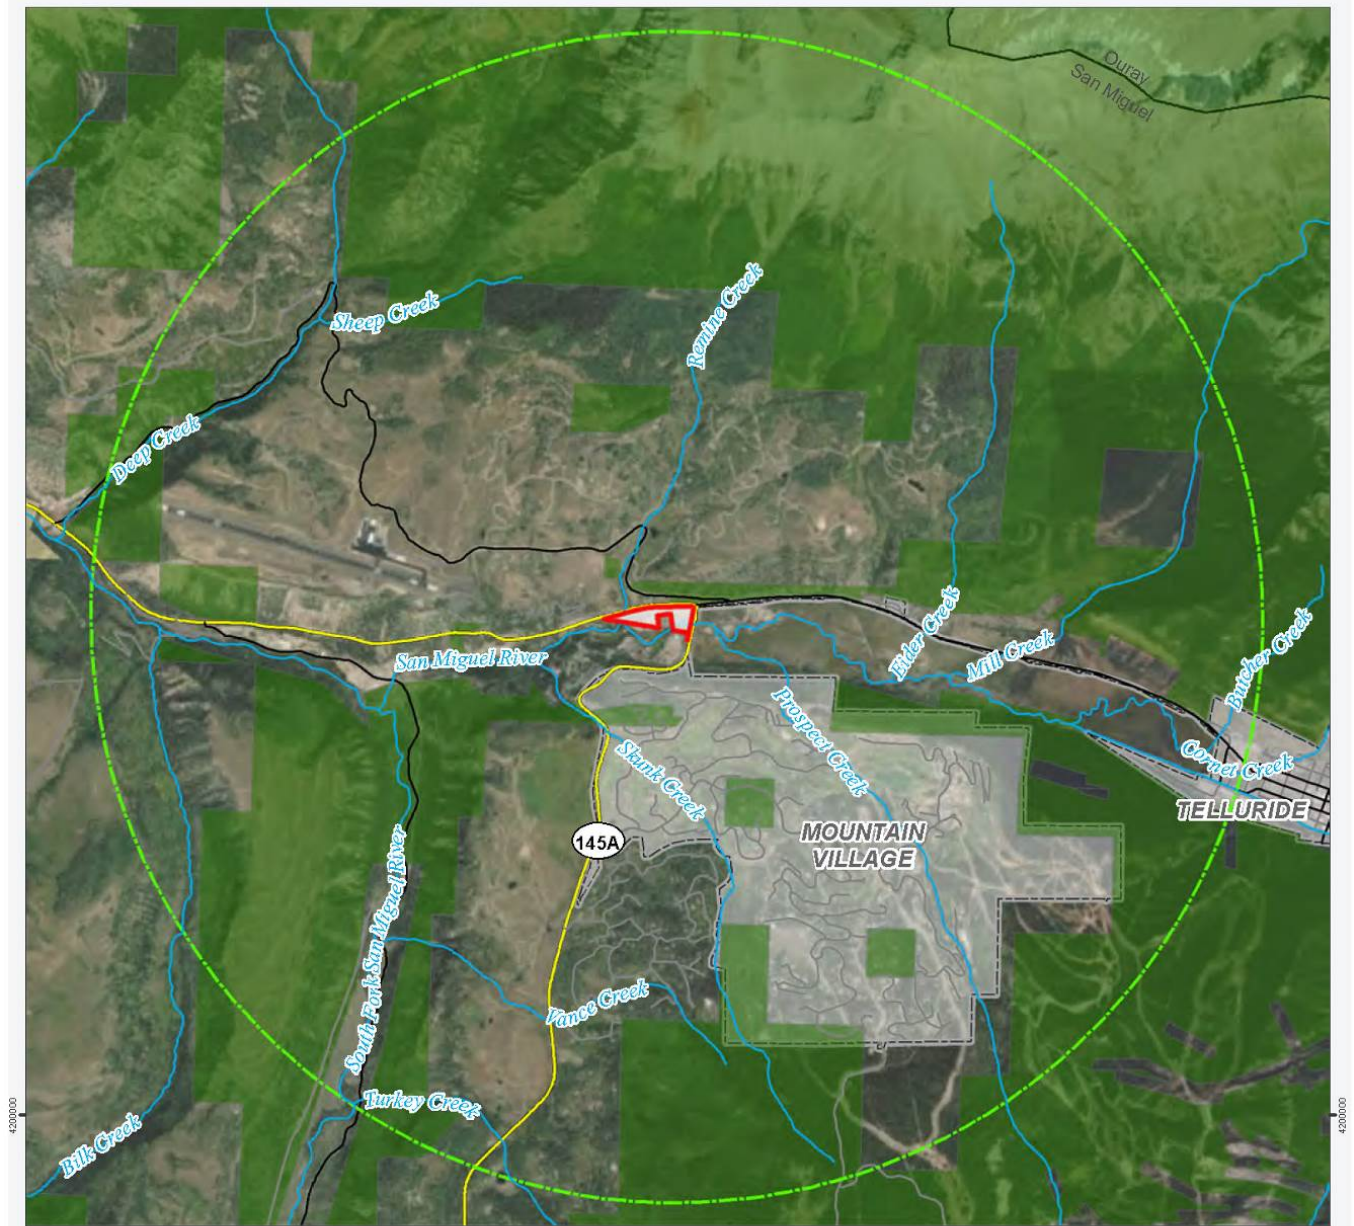 Ouray
San Miguel
Remine Creek
Sheep Creek
Deep Creek
Eider Creek
Mill Creek
Butcher Creek
San Miguel River
Prospect Creek
Skunk Creek
Cornet Creek
TELLURIDE
145A
MOUNTAIN
VILLAGE
South Fork San Miguel River
Vance Creek
Turkey Creek
Bilk Creek
4200000
4200000